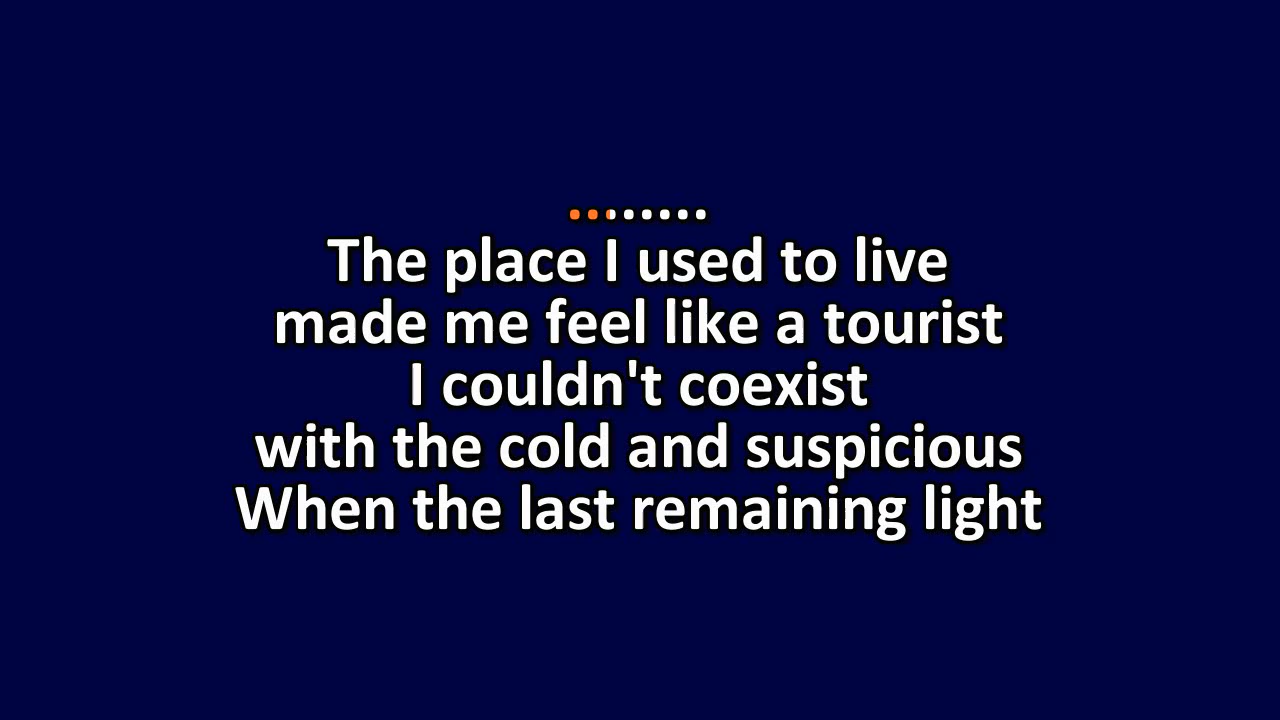 The place I used to live
made me feel like a tourist
I couldn't coexist
with the cold and suspicious
When the last remaining light